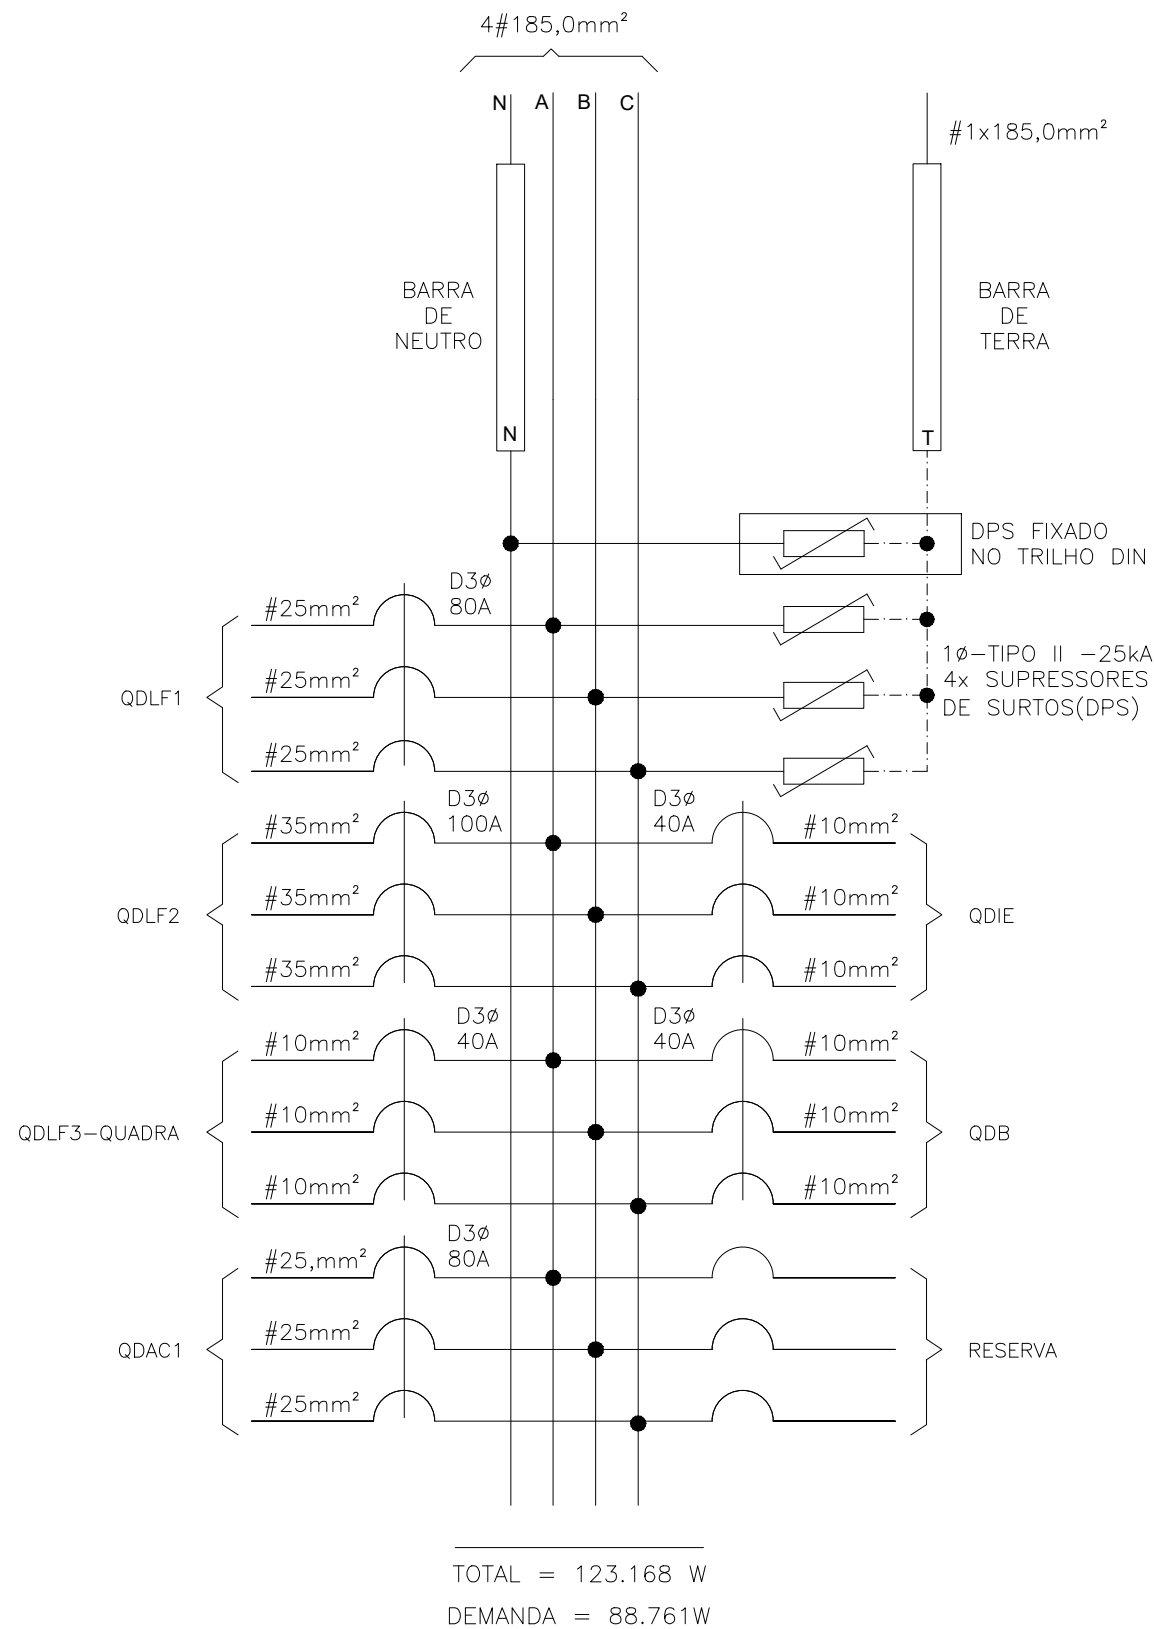 4#185,0mm²
N
A
B
C
#1x185,0mm²
BARRA
DE
NEUTRO
BARRA
DE
TERRA
N
T
DPS FIXADO
NO TRILHO DIN
D3ø
80A
#25mm²
#25mm²
#25mm²
QDLF1
1ø-TIPO II -25kA
4x SUPRESSORES
DE SURTOS(DPS)
D3ø
100A
#35mm²
#35mm²
#35mm²
QDLF2
D3ø
40A
#10mm²
#10mm²
#10mm²
QDIE
D3ø
40A
#10mm²
#10mm²
#10mm²
QDLF3-QUADRA
D3ø
40A
#10mm²
#10mm²
#10mm²
QDB
D3ø
80A
#25,mm²
#25mm²
#25mm²
QDAC1
RESERVA
TOTAL = 123.168 W
DEMANDA = 88.761W